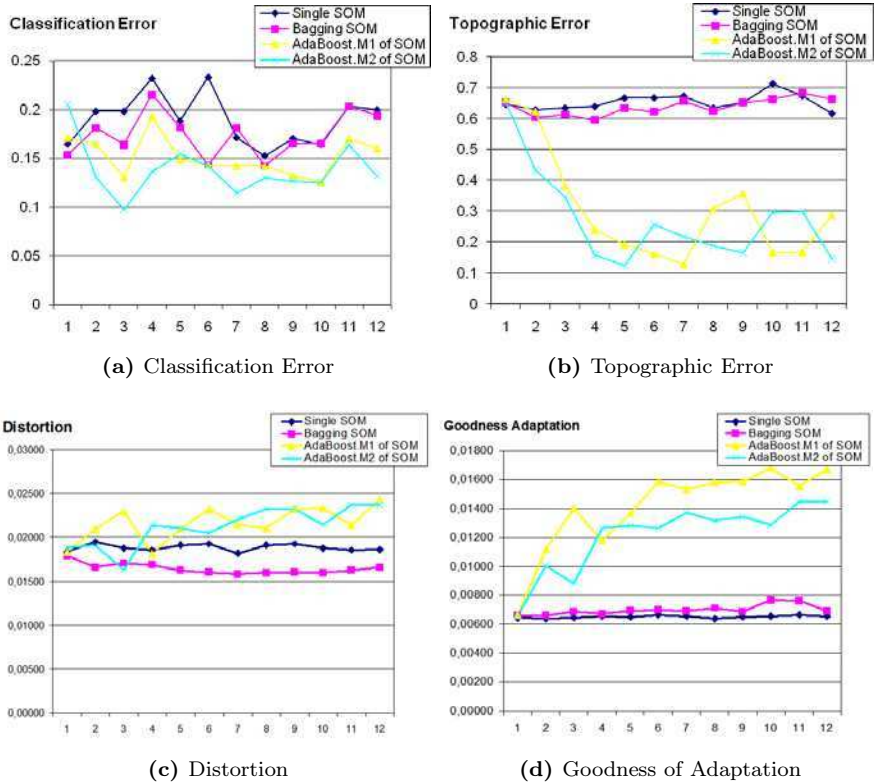 Classification Error
Single SOM
Bagging SOM
AdaBoost.M1 of SOM
AdaBoost.M2 of SOM
0.25
0.2
0.15
0.1
0.05
0
1 2 3 4 5 6 7 8 9 10 11 12
(a) Classification Error
Topographic Error
Single SOM
Bagging SOM
AdaBoost.M1 of SOM
AdaBoost.M2 of SOM
0.8
0.7
0.6
0.5
0.4
0.3
0.2
0.1
0
1 2 3 4 5 6 7 8 9 10 11 12
(b) Topographic Error
Distortion
Single SOM
Bagging SOM
AdaBoost.M1 of SOM
AdaBoost.M2 of SOM
0,03000
0,02500
0,02000
0,01500
0,01000
0,00500
0,00000
1 2 3 4 5 6 7 8 9 10 11 12
(c) Distortion
Goodness Adaptation
Single SOM
Bagging SOM
AdaBoost.M1 of SOM
AdaBoost.M2 of SOM
0,01800
0,01600
0,01400
0,01200
0,01000
0,00800
0,00600
0,00400
0,00200
0,00000
1 2 3 4 5 6 7 8 9 10 11 12
(d) Goodness of Adaptation